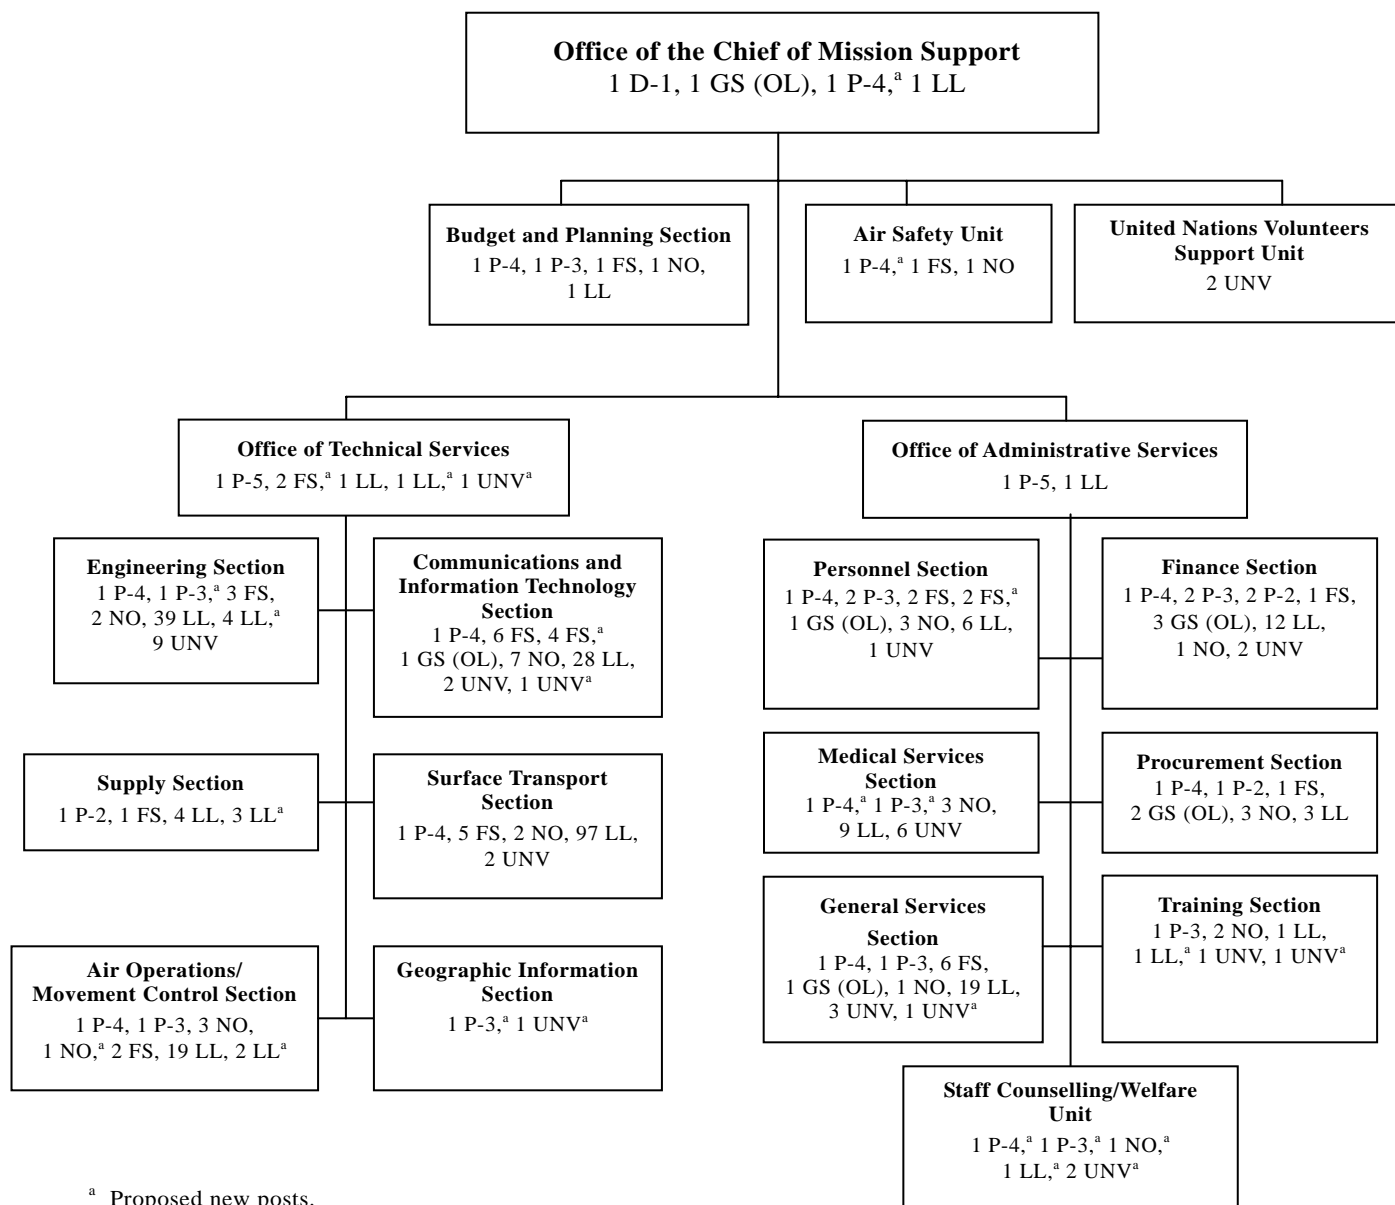 Office of the Chief of Mission Support
1 D-1, 1 GS (OL), 1 P-4,ᵃ 1 LL
Budget and Planning Section
1 P-4, 1 P-3, 1 FS, 1 NO,
1 LL
Air Safety Unit
1 P-4,ᵃ 1 FS, 1 NO
United Nations Volunteers
Support Unit
2 UNV
Office of Technical Services
1 P-5, 2 FS,ᵃ 1 LL, 1 LL,ᵃ 1 UNVᵃ
Office of Administrative Services
1 P-5, 1 LL
Engineering Section
1 P-4, 1 P-3,ᵃ 3 FS,
2 NO, 39 LL, 4 LL,ᵃ
9 UNV
Communications and
Information Technology
Section
1 P-4, 6 FS, 4 FS,ᵃ
1 GS (OL), 7 NO, 28 LL,
2 UNV, 1 UNVᵃ
Personnel Section
1 P-4, 2 P-3, 2 FS, 2 FS,ᵃ
1 GS (OL), 3 NO, 6 LL,
1 UNV
Finance Section
1 P-4, 2 P-3, 2 P-2, 1 FS,
3 GS (OL), 12 LL,
1 NO, 2 UNV
Supply Section
1 P-2, 1 FS, 4 LL, 3 LLᵃ
Surface Transport
Section
1 P-4, 5 FS, 2 NO, 97 LL,
2 UNV
Medical Services
Section
1 P-4,ᵃ 1 P-3,ᵃ 3 NO,
9 LL, 6 UNV
Procurement Section
1 P-4, 1 P-2, 1 FS,
2 GS (OL), 3 NO, 3 LL
Air Operations/
Movement Control Section
1 P-4, 1 P-3, 3 NO,
1 NO,ᵃ 2 FS, 19 LL, 2 LLᵃ
Geographic Information
Section
1 P-3,ᵃ 1 UNVᵃ
General Services
Section
1 P-4, 1 P-3, 6 FS,
1 GS (OL), 1 NO, 19 LL,
3 UNV, 1 UNVᵃ
Training Section
1 P-3, 2 NO, 1 LL,
1 LL,ᵃ 1 UNV, 1 UNVᵃ
Staff Counselling/Welfare
Unit
1 P-4,ᵃ 1 P-3,ᵃ 1 NO,ᵃ
1 LL,ᵃ 2 UNVᵃ
ᵃ Proposed new posts.